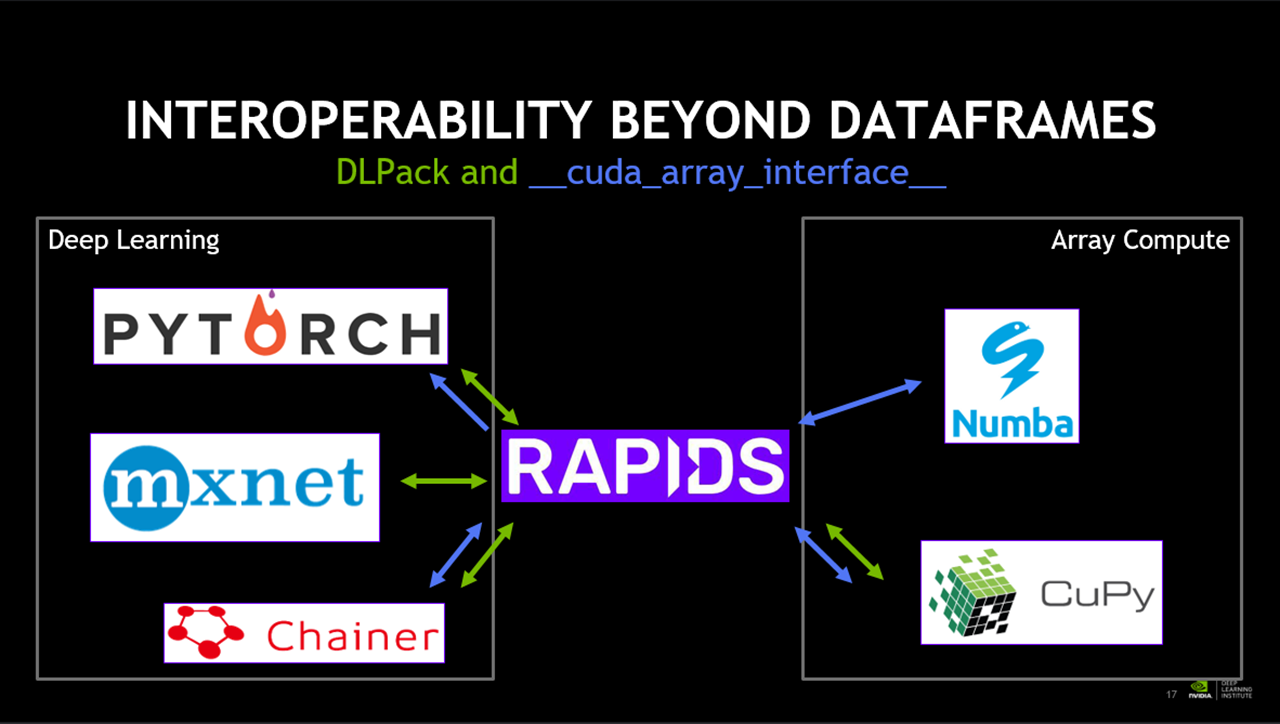 INTEROPERABILITY BEYOND DATAFRAMES
DLPack and __cuda_array_interface__
Deep Learning
PYTORCH
mxnet
Chainer
RAPIDS
Array Compute
Numba
CuPy
17
NVIDIA
DEEP
LEARNING
INSTITUTE